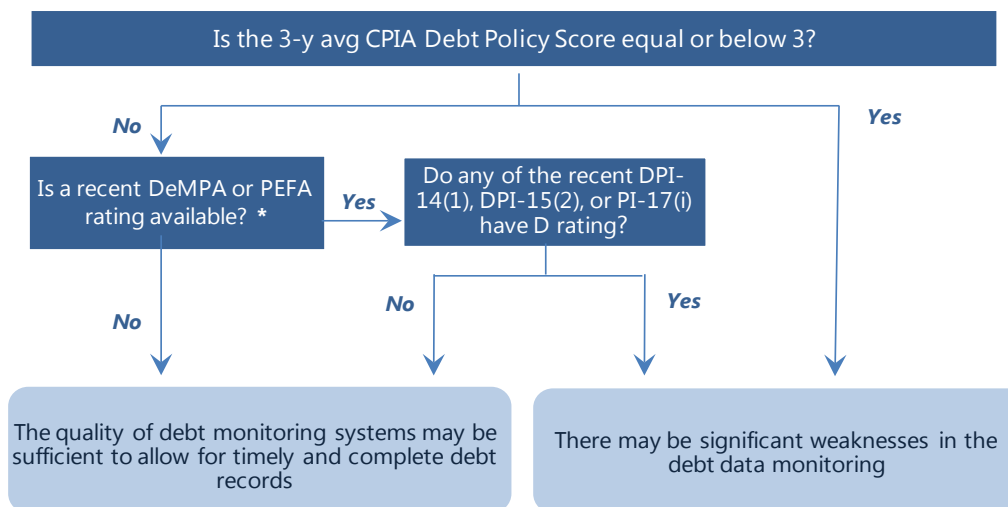 Is the 3-y avg CPIA Debt Policy Score equal or below 3?
No
Yes
Is a recent DeMPA or PEFA
rating available? *
Yes
Do any of the recent DPI-
14(1), DPI-15(2), or PI-17(i)
have D rating?
No
No
Yes
The quality of debt monitoring systems may be
sufficient to allow for timely and complete debt
records
There may be significant weaknesses in the
debt data monitoring